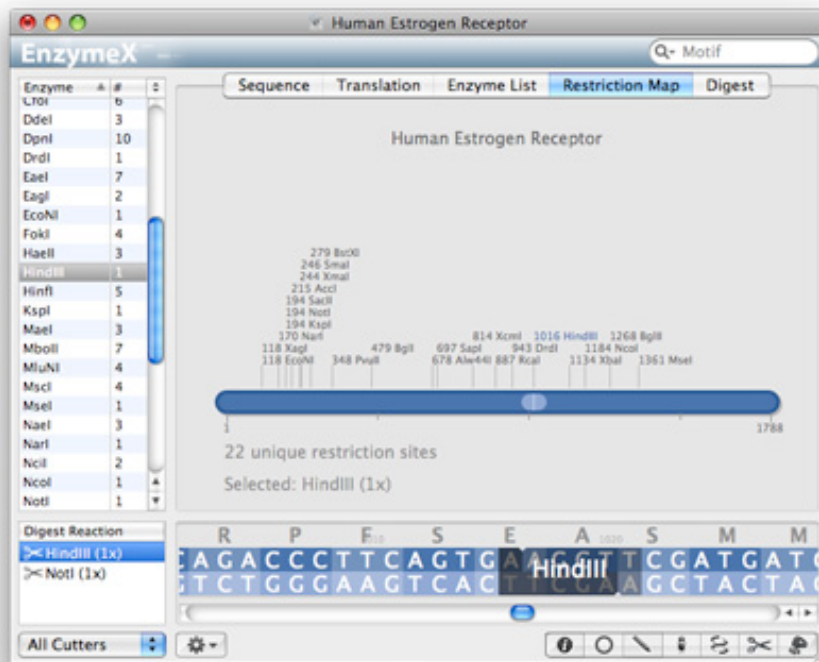 Human Estrogen Receptor
EnzymeX
Motif
Sequence Translation Enzyme List Restriction Map Digest
Enzyme #
CfoI 6
DdeI 3
DpnI 10
DrdI 1
EaeI 7
EagI 2
EcoNI 1
FokI 4
HaeII 3
HindIII 1
HinfI 5
KspI 1
MaeI 3
MboII 7
MluNI 4
MscI 4
MseI 1
NaeI 3
NarI 1
NciI 2
NcoI 1
NotI 1
Human Estrogen Receptor
279 BstXI
246 SmaI
244 XmaI
215 AccI
194 SacII
194 NotI
194 KspI
170 NarI 814 XcmI 1016 HindIII 1268 BglII
118 XagI 479 BglI 697 SapI 943 DrdI 1184 NcoI
118 EcoNI 348 PvuII 678 Alw44I 887 RcaI 1134 XbaI 1361 MseI
1 1788
22 unique restriction sites
Selected: HindIII (1x)
Digest Reaction
HindIII (1x)
NotI (1x)
R P F S E A 1020 S M M
CAGACCCTTCAGTGAAGCTTCGATGATG
HindIII
GTCTGGGAAGTCACTTCGAAGCTACTAC
All Cutters